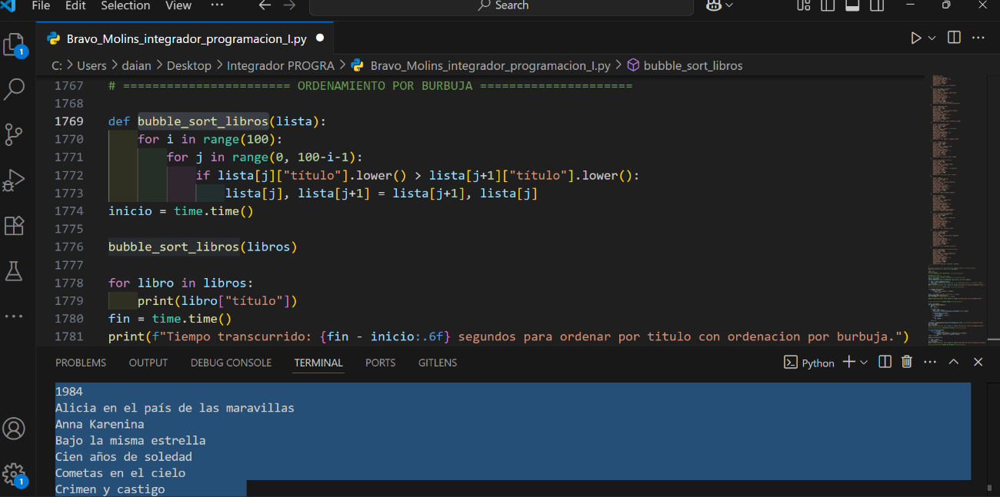 File Edit Selection View ··· Search
1
Bravo_Molins_integrador_programacion_I.py
C: > Users > daian > Desktop > Integrador PROGRA > Bravo_Molins_integrador_programacion_I.py > bubble_sort_libros
1767 # ======================= ORDENAMIENTO POR BURBUJA =====================
1768
1769 def bubble_sort_libros(lista):
1770     for i in range(100):
1771         for j in range(0, 100-i-1):
1772             if lista[j]["título"].lower() > lista[j+1]["título"].lower():
1773                 lista[j], lista[j+1] = lista[j+1], lista[j]
1774 inicio = time.time()
1775
1776 bubble_sort_libros(libros)
1777
1778 for libro in libros:
1779     print(libro["título"])
1780 fin = time.time()
1781 print(f"Tiempo transcurrido: {fin - inicio:.6f} segundos para ordenar por titulo con ordenacion por burbuja.")
PROBLEMS OUTPUT DEBUG CONSOLE TERMINAL PORTS GITLENS Python
1984
Alicia en el país de las maravillas
Anna Karenina
Bajo la misma estrella
Cien años de soledad
Cometas en el cielo
Crimen y castigo
1